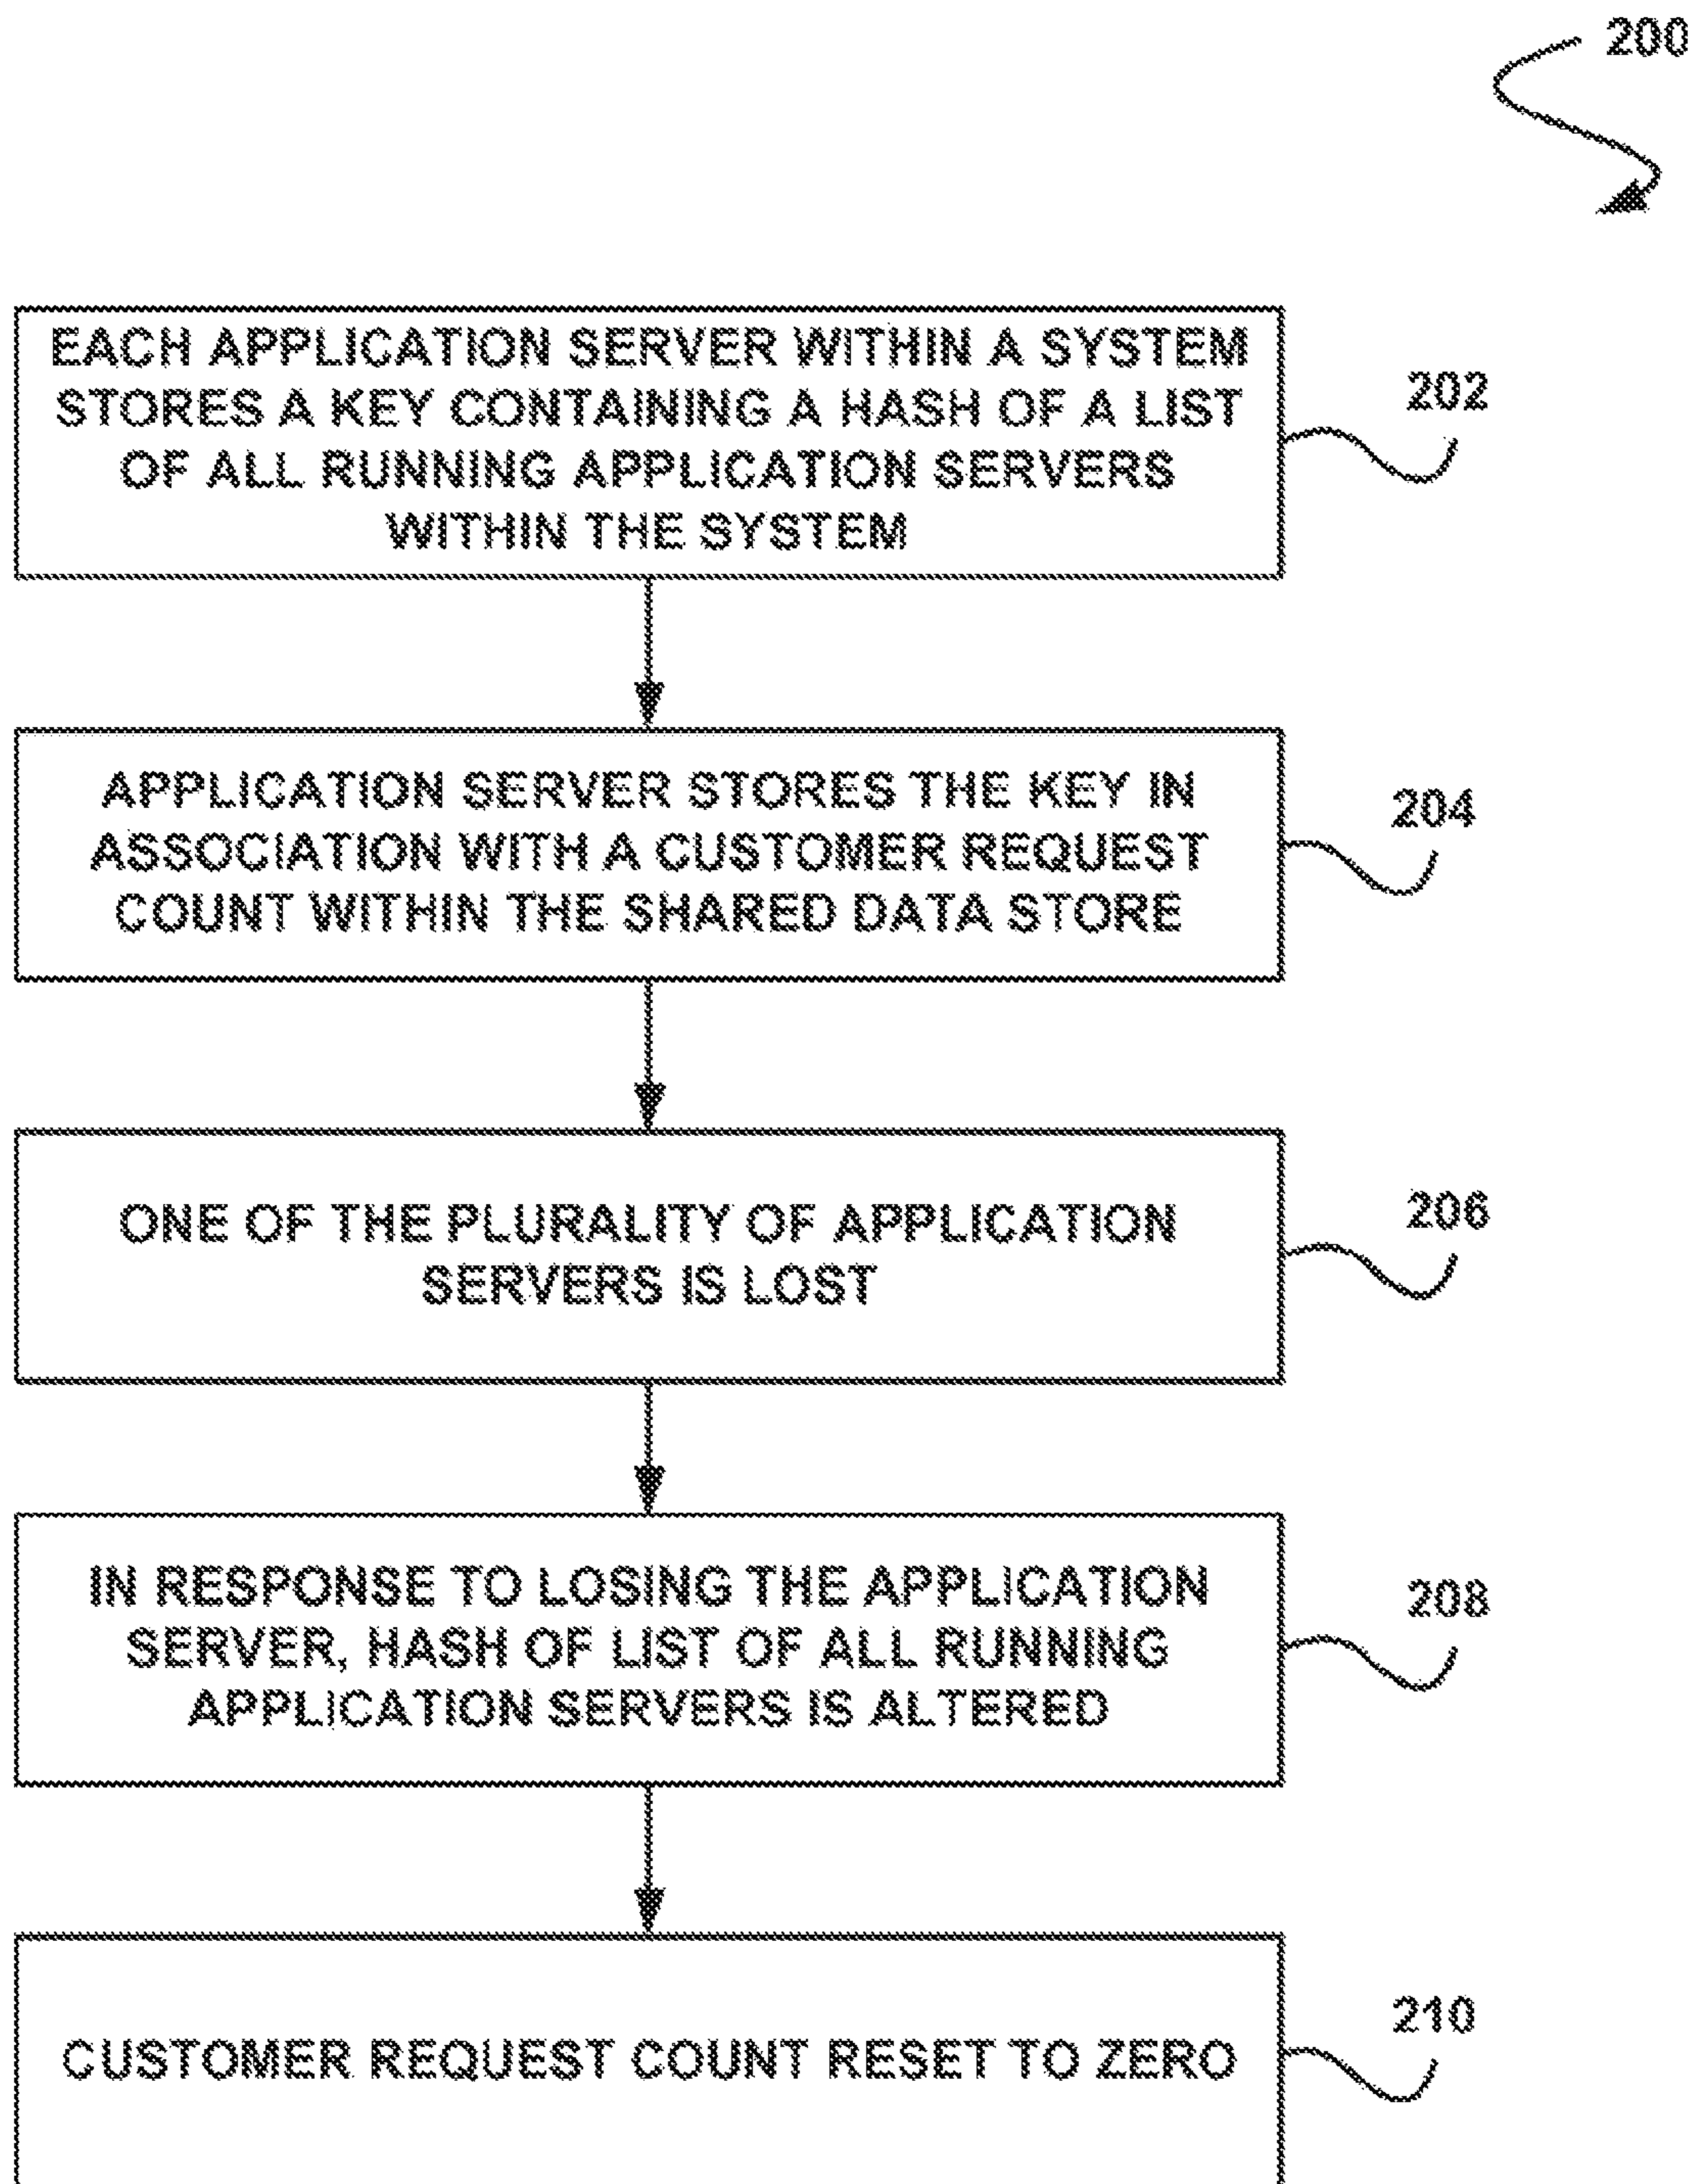 200
EACH APPLICATION SERVER WITHIN A SYSTEM
STORES A KEY CONTAINING A HASH OF A LIST
OF ALL RUNNING APPLICATION SERVERS
WITHIN THE SYSTEM
202
APPLICATION SERVER STORES THE KEY IN
ASSOCIATION WITH A CUSTOMER REQUEST
COUNT WITHIN THE SHARED DATA STORE
204
ONE OF THE PLURALITY OF APPLICATION
SERVERS IS LOST
206
IN RESPONSE TO LOSING THE APPLICATION
SERVER, HASH OF LIST OF ALL RUNNING
APPLICATION SERVERS IS ALTERED
208
CUSTOMER REQUEST COUNT RESET TO ZERO
210